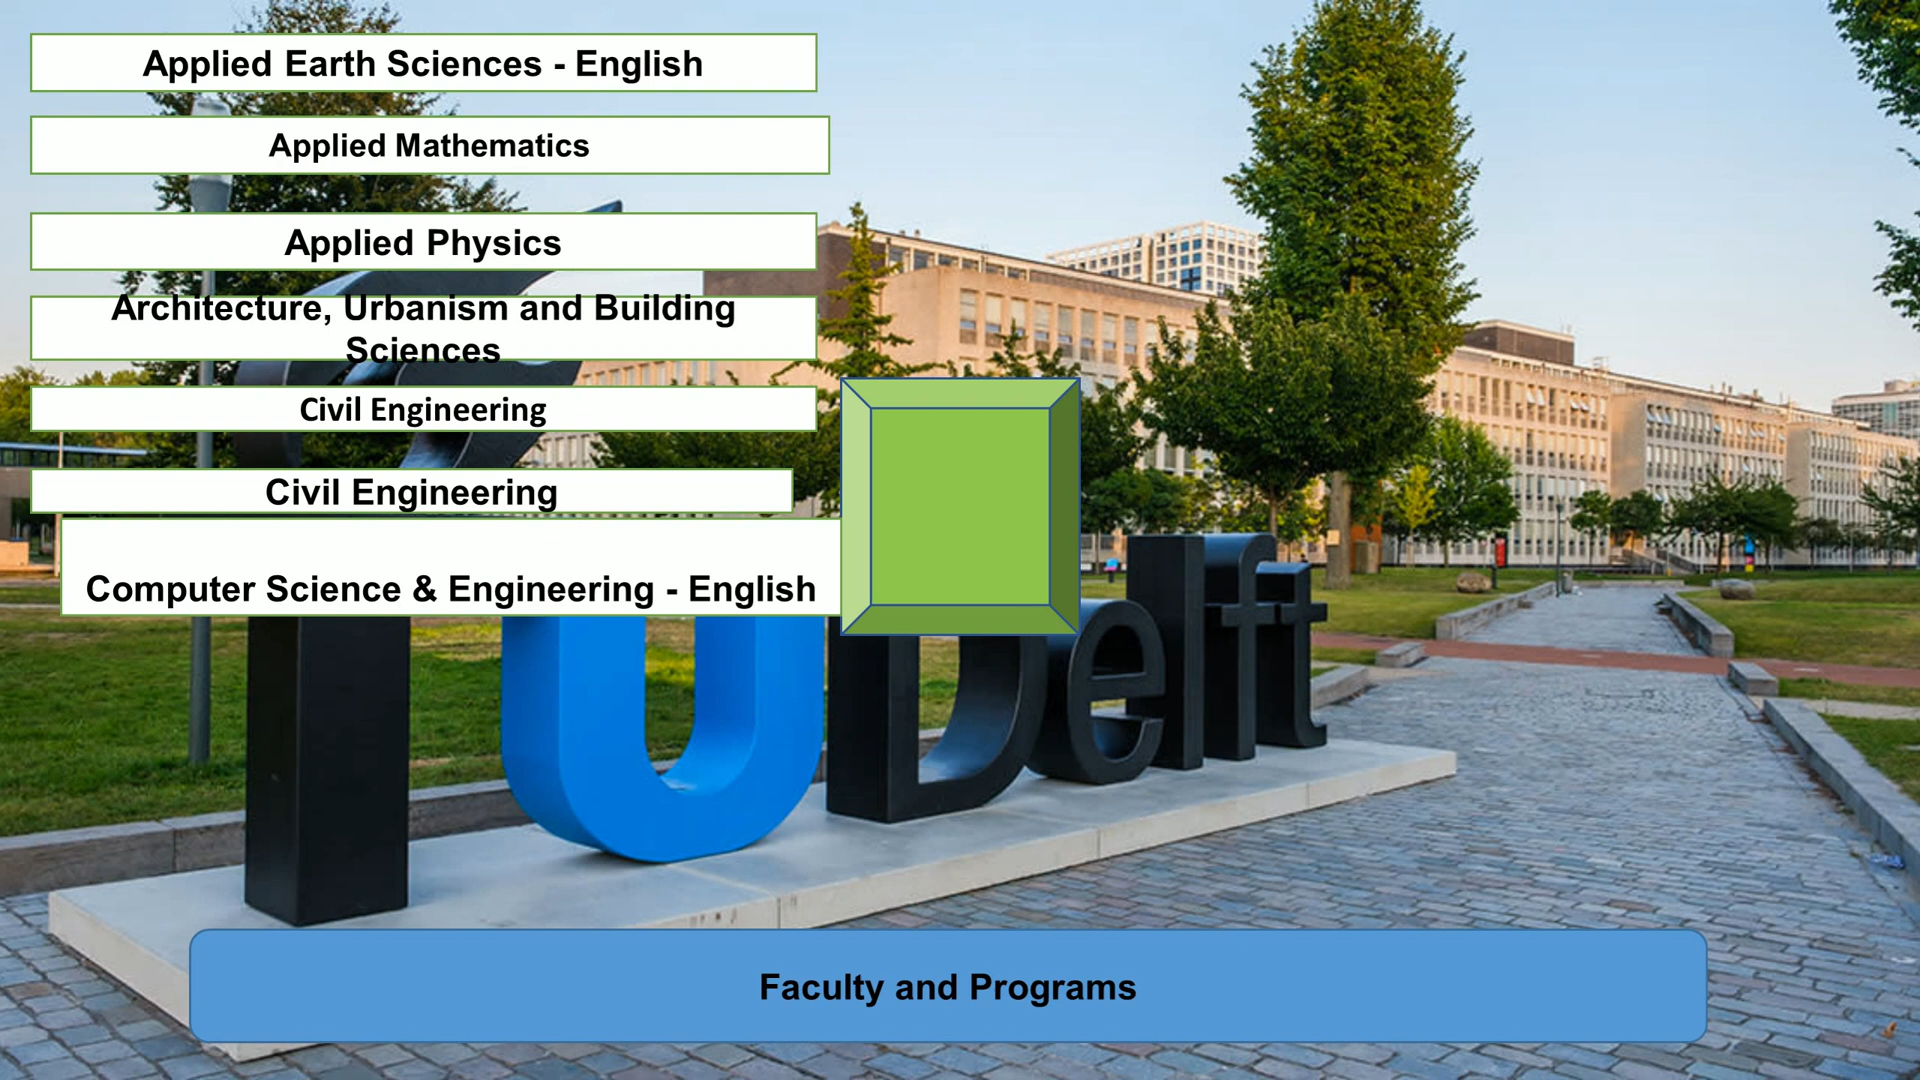 Applied Earth Sciences - English
Applied Mathematics
Applied Physics
Architecture, Urbanism and Building
Sciences
Civil Engineering
Civil Engineering
Computer Science & Engineering - English
TU Delft
Faculty and Programs